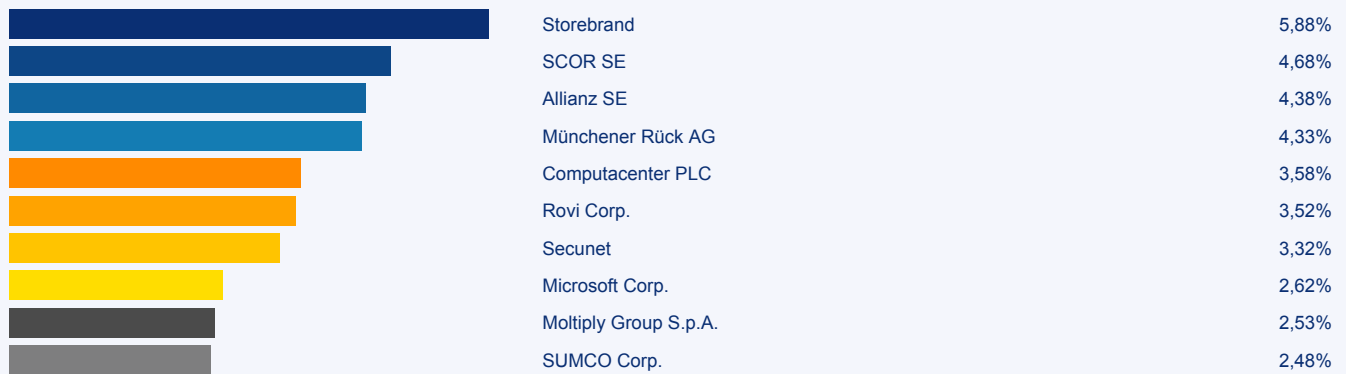 Storebrand 5,88%
SCOR SE 4,68%
Allianz SE 4,38%
Münchener Rück AG 4,33%
Computacenter PLC 3,58%
Rovi Corp. 3,52%
Secunet 3,32%
Microsoft Corp. 2,62%
Moltiply Group S.p.A. 2,53%
SUMCO Corp. 2,48%